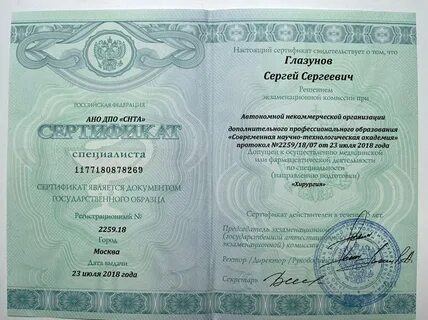 РОССИЙСКАЯ ФЕДЕРАЦИЯ
АНО ДПО «СНТА»
СЕРТИФИКАТ
специалиста
1177180878269
СЕРТИФИКАТ ЯВЛЯЕТСЯ ДОКУМЕНТОМ
ГОСУДАРСТВЕННОГО ОБРАЗЦА
Регистрационный №
2259.18
Город
Москва
Дата выдачи
23 июля 2018 года
Настоящий сертификат свидетельствует о том, что
Глазунов
Сергей Сергеевич
Решением
экзаменационной комиссии при
Автономной некоммерческой организации
дополнительного профессионального образования
«Современная научно-технологическая академия»
протокол №2259/18/07 от 23 июля 2018 года
Допущен к осуществлению медицинской
или фармацевтической деятельности
по специальности
(направлению подготовки)
«Хирургия»
Сертификат действителен в течение 5 лет.
Председатель экзаменационной
(государственной аттестационной
экзаменационной) комиссии
Ректор / Директор / Руководитель
Секретарь